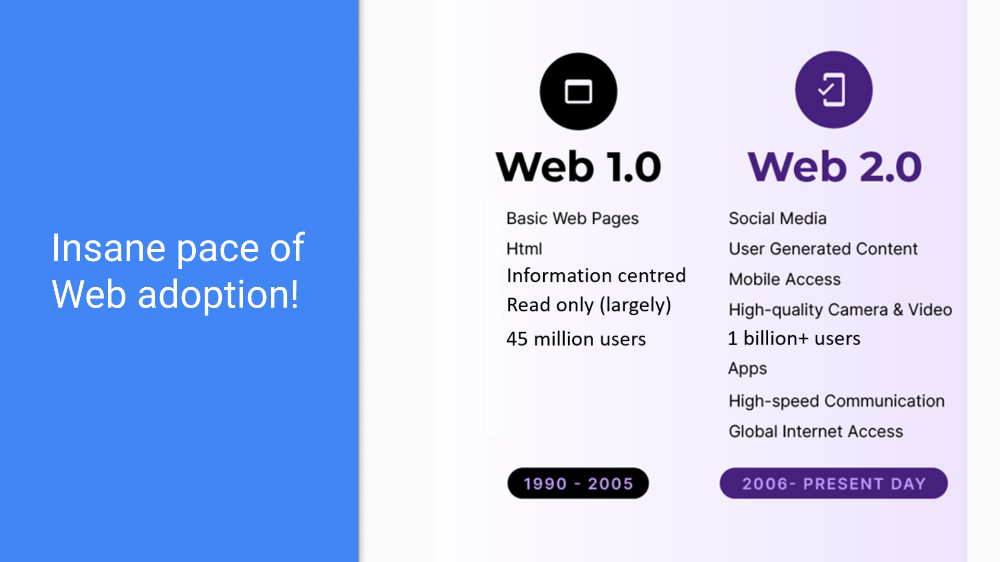 Insane pace of
Web adoption!
Web 1.0
Basic Web Pages
Html
Information centred
Read only (largely)
45 million users
1990 - 2005
Web 2.0
Social Media
User Generated Content
Mobile Access
High-quality Camera & Video
1 billion+ users
Apps
High-speed Communication
Global Internet Access
2006- PRESENT DAY